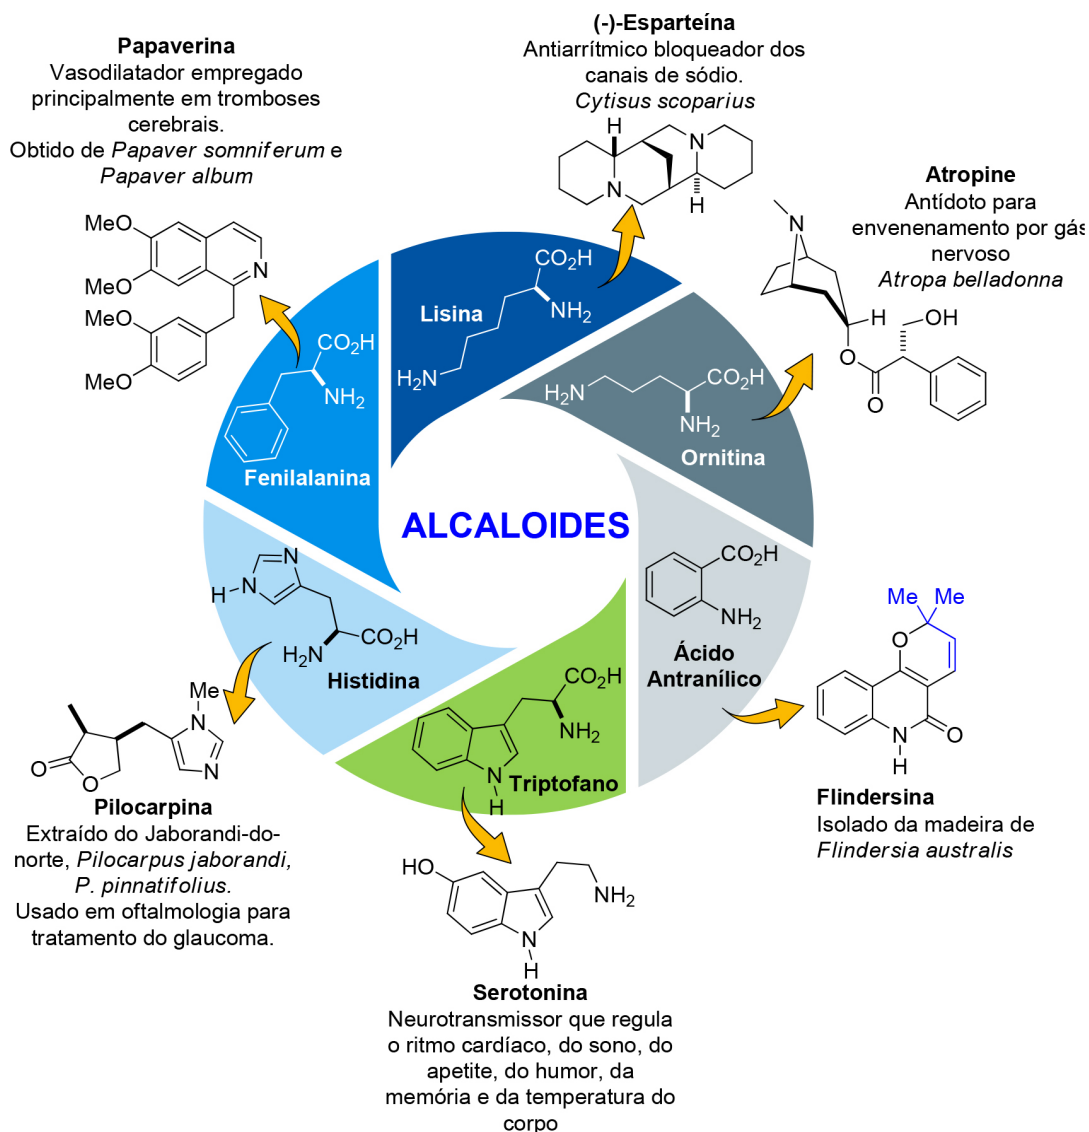 Papaverina
Vasodilatador empregado
principalmente em tromboses
cerebrais.
Obtido de Papaver somniferum e
Papaver album
MeO
MeO
N
MeO
MeO
(-)-Esparteína
Antiarrítmico bloqueador dos
canais de sódio.
Cytisus scoparius
H
N
N
H
Atropine
Antídoto para
envenenamento por gás
nervoso
Atropa belladonna
N
H
OH
O
O
Lisina
CO2H
NH2
H2N
CO2H
NH2
Fenilalanina
H2N
CO2H
NH2
Ornitina
ALCALOIDES
N
N
H
H2N
CO2H
Histidina
CO2H
NH2
Ácido
Antranílico
CO2H
NH2
N
H
Triptofano
Me
N
N
O
O
Pilocarpina
Extraído do Jaborandi-do-
norte, Pilocarpus jaborandi,
P. pinnatifolius.
Usado em oftalmologia para
tratamento do glaucoma.
Me Me
O
N
H
O
Flindersina
Isolado da madeira de
Flindersia australis
HO
NH2
N
H
Serotonina
Neurotransmissor que regula
o ritmo cardíaco, do sono, do
apetite, do humor, da
memória e da temperatura do
corpo